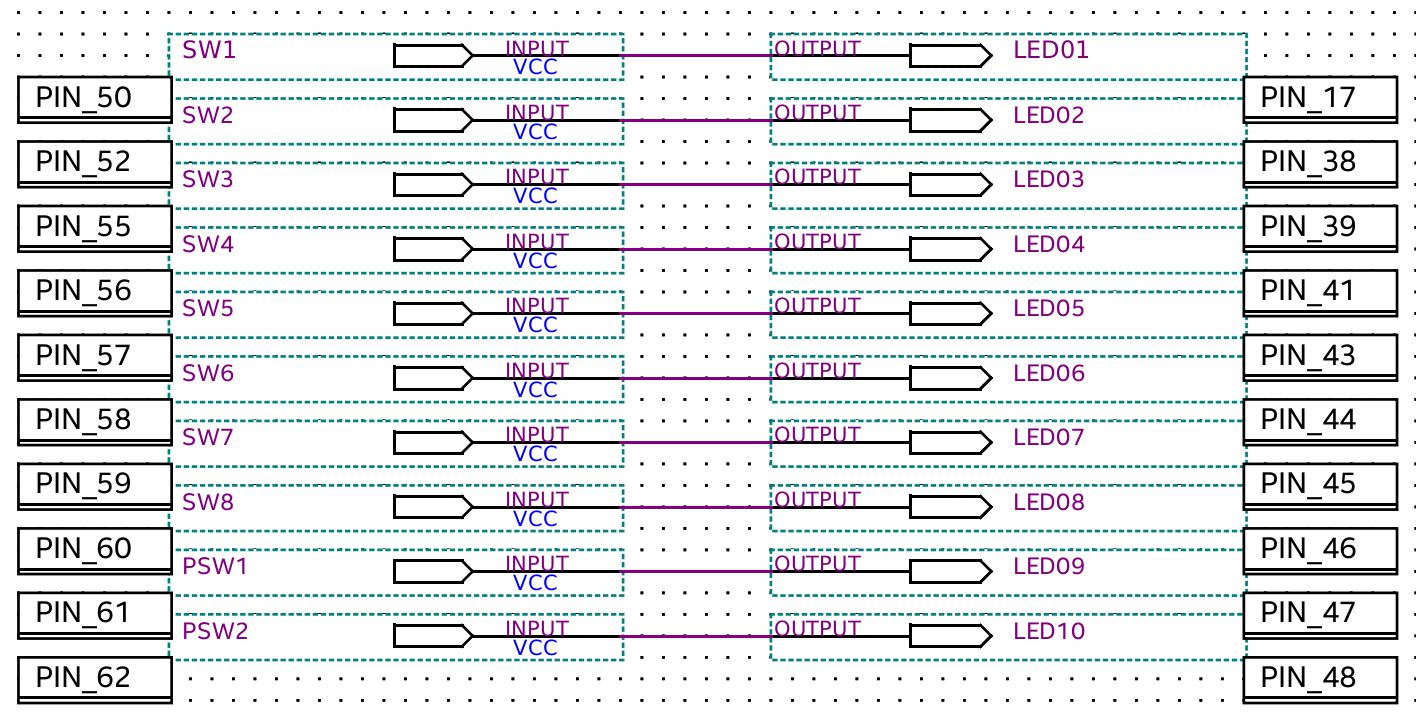 SW1 INPUT VCC OUTPUT LED01
PIN_50 PIN_17
SW2 INPUT VCC OUTPUT LED02
PIN_52 PIN_38
SW3 INPUT VCC OUTPUT LED03
PIN_55 PIN_39
SW4 INPUT VCC OUTPUT LED04
PIN_56 PIN_41
SW5 INPUT VCC OUTPUT LED05
PIN_57 PIN_43
SW6 INPUT VCC OUTPUT LED06
PIN_58 PIN_44
SW7 INPUT VCC OUTPUT LED07
PIN_59 PIN_45
SW8 INPUT VCC OUTPUT LED08
PIN_60 PIN_46
PSW1 INPUT VCC OUTPUT LED09
PIN_61 PIN_47
PSW2 INPUT VCC OUTPUT LED10
PIN_62 PIN_48